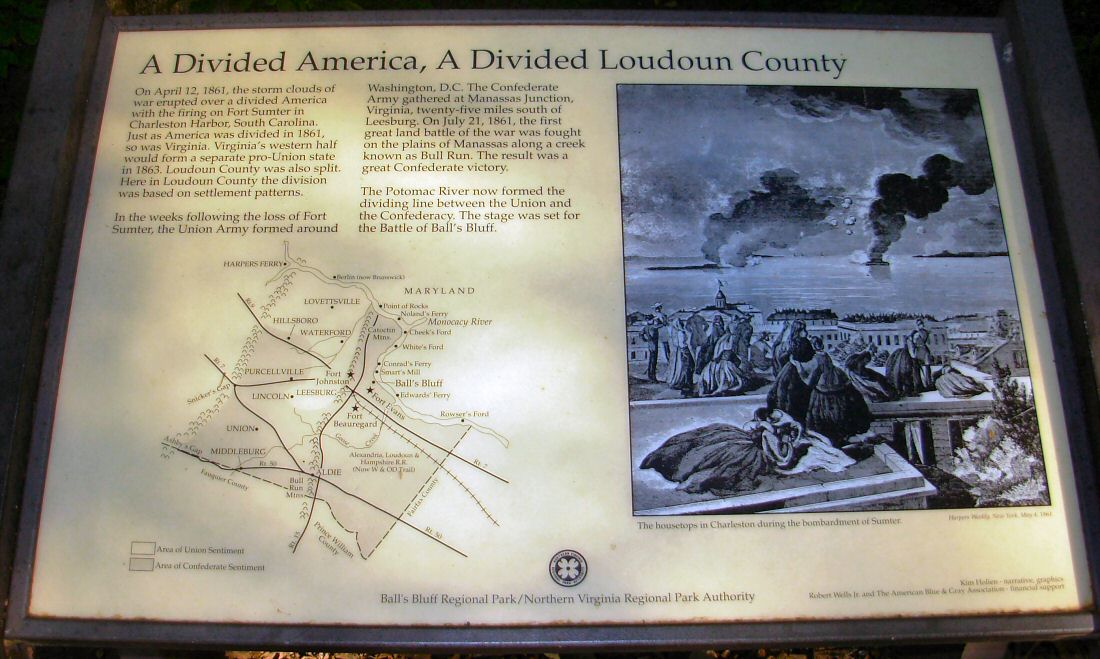 A Divided America, A Divided Loudoun County
On April 12, 1861, the storm clouds of
war erupted over a divided America
with the firing on Fort Sumter in
Charleston Harbor, South Carolina.
Just as America was divided in 1861,
so was Virginia. Virginia's western half
would form a separate pro-Union state
in 1863. Loudoun County was also split.
Here in Loudoun County the division
was based on settlement patterns.
In the weeks following the loss of Fort
Sumter, the Union Army formed around
Washington, D.C. The Confederate
Army gathered at Manassas Junction,
Virginia, twenty-five miles south of
Leesburg. On July 21, 1861, the first
great land battle of the war was fought
on the plains of Manassas along a creek
known as Bull Run. The result was a
great Confederate victory.
The Potomac River now formed the
dividing line between the Union and
the Confederacy. The stage was set for
the Battle of Ball's Bluff.
HARPERS FERRY
Berlin (now Brunswick)
MARYLAND
LOVETTSVILLE
Point of Rocks
Noland's Ferry
Monocacy River
Rt. 9
HILLSBORO
WATERFORD
Catoctin
Mtns.
Cheek's Ford
White's Ford
Rt. 7
Conrad's Ferry
Smart's Mill
PURCELLVILLE
Fort
Johnston
Ball's Bluff
Snicker's Gap
LINCOLN
LEESBURG
Edwards' Ferry
Fort Evans
Fort
Beauregard
Rowser's Ford
UNION
Goose
Creek
Ashby's Gap
MIDDLEBURG
Alexandria, Loudoun &
Hampshire R.R.
(Now W & OD Trail)
Rt. 7
Rt. 50
ALDIE
Fauquier County
Bull
Run
Mtns.
Fairfax County
Prince William
County
Rt. 50
Rt. 15
Area of Union Sentiment
Area of Confederate Sentiment
The housetops in Charleston during the bombardment of Sumter.
Harpers Weekly, New York, May 4, 1861
Ball's Bluff Regional Park/Northern Virginia Regional Park Authority
Kim Holien - narrative, graphics
Robert Wells Jr. and The American Blue & Gray Association - financial support